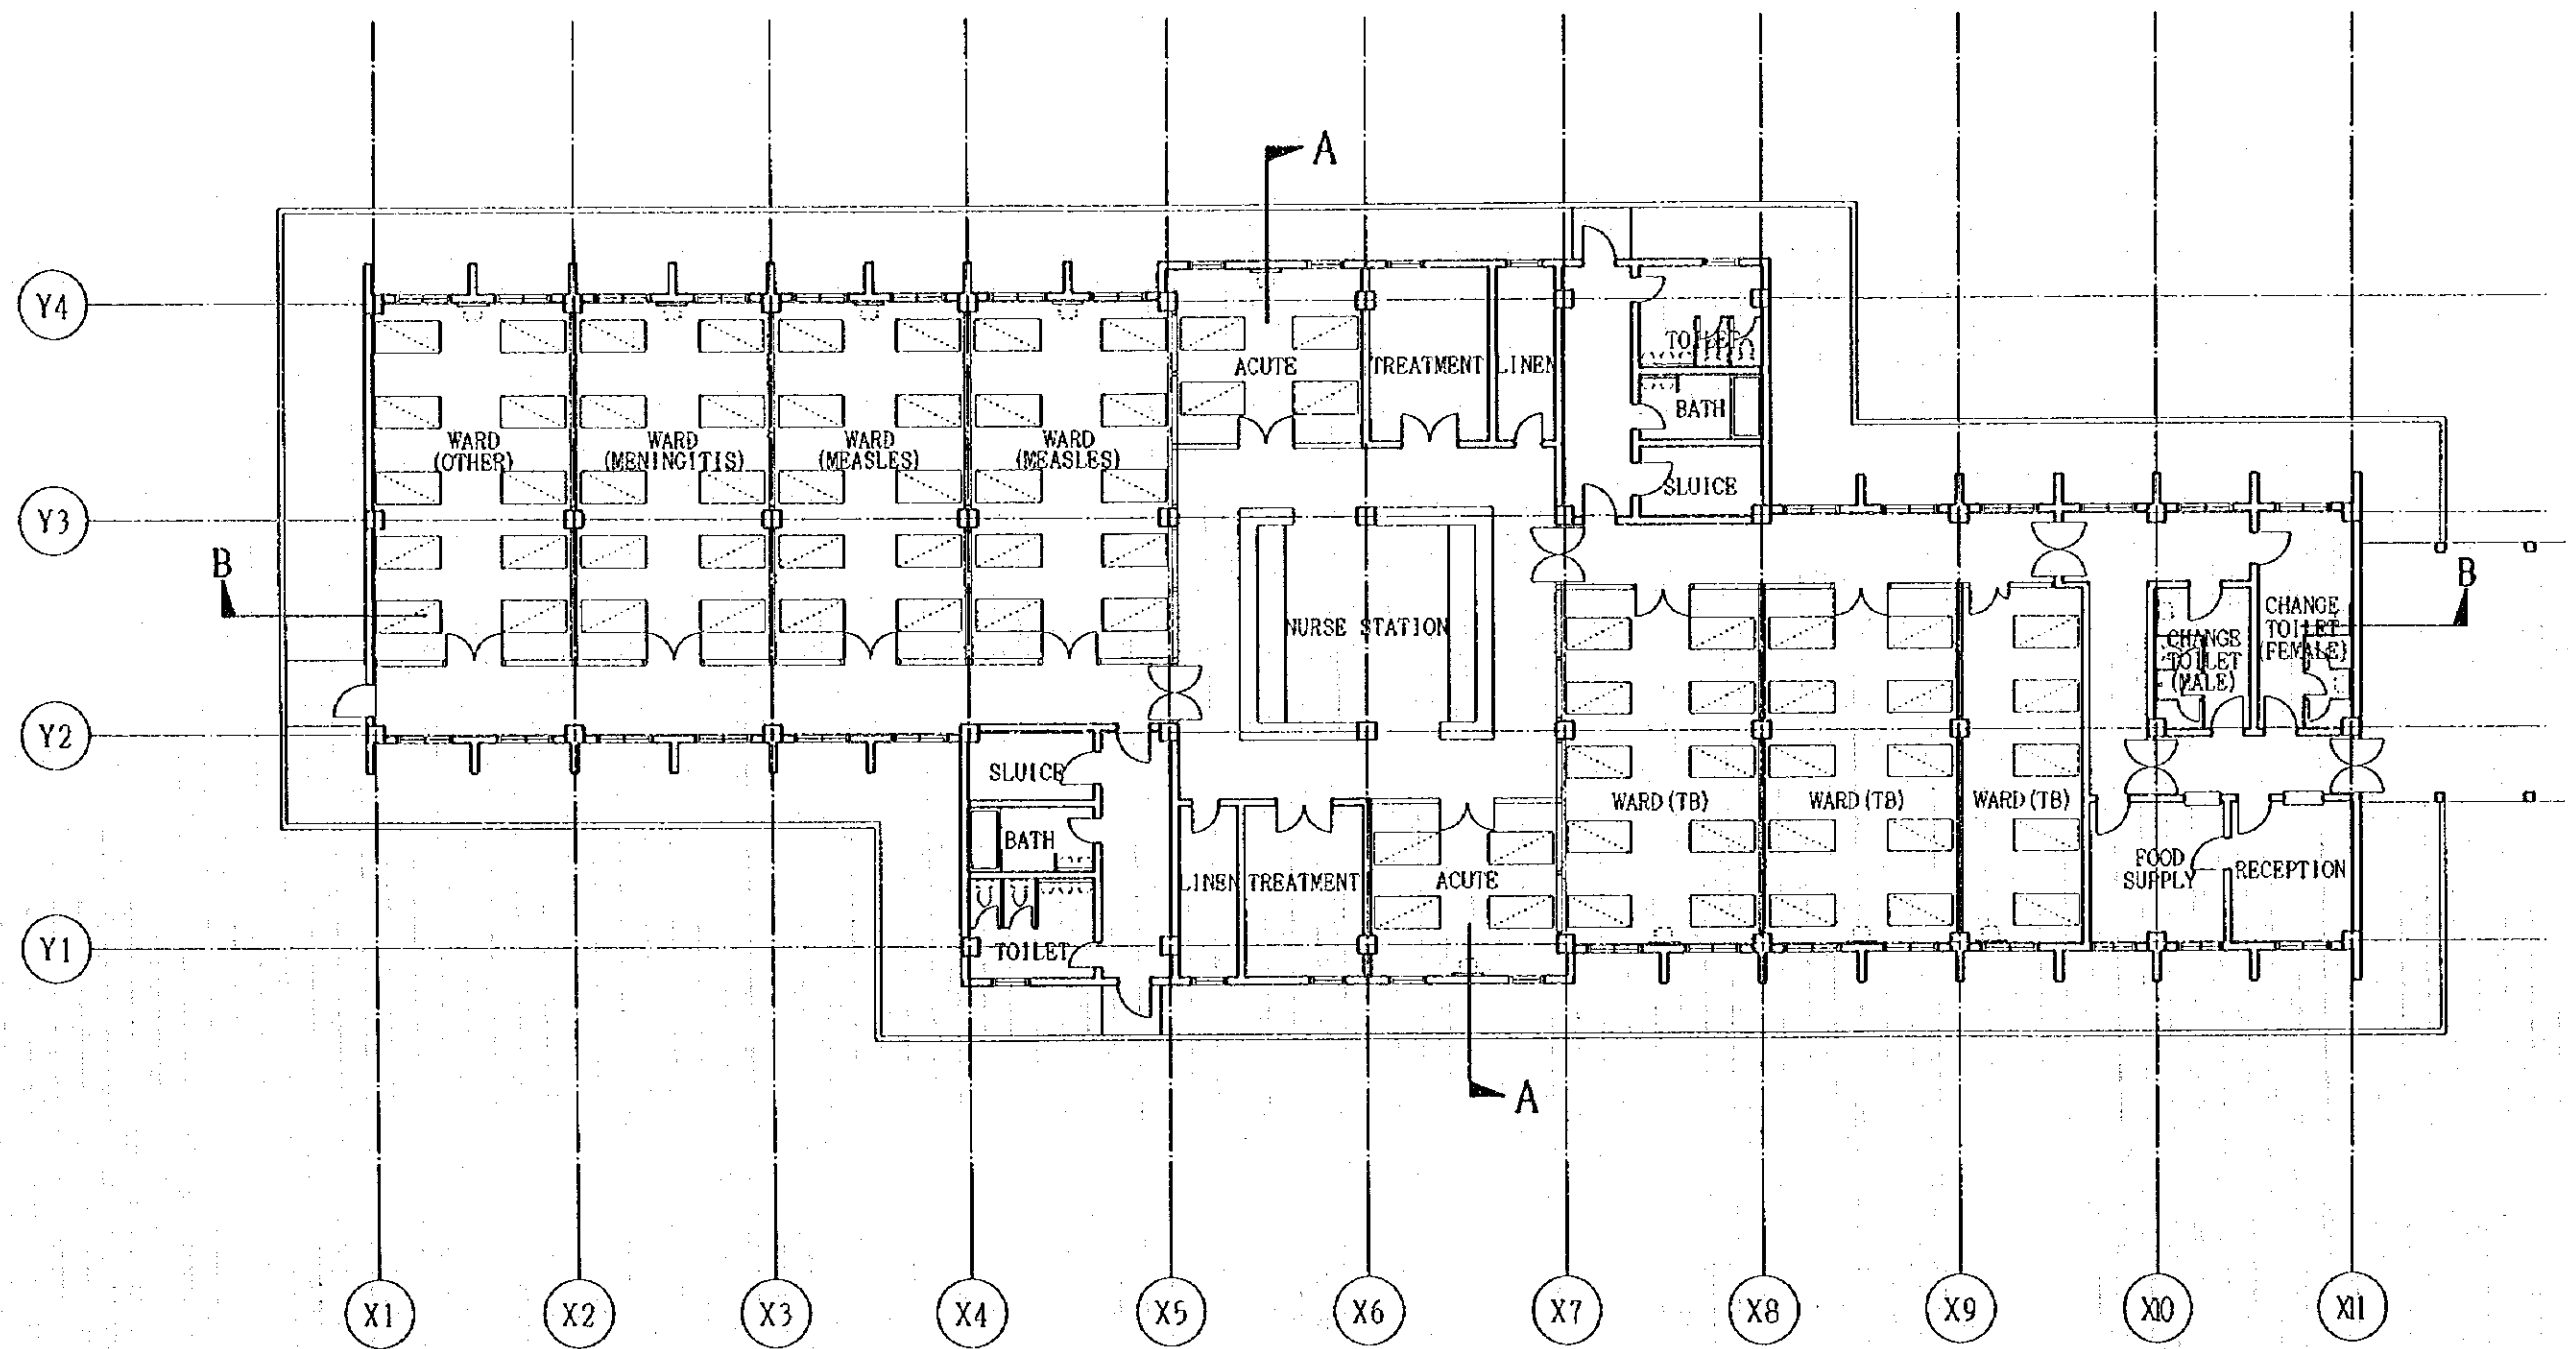 A
Y4
TOILET
ACUTE
TREATMENT
LINEN
BATH
WARD
(OTHER)
WARD
(MENINGITIS)
WARD
(MEASLES)
WARD
(MEASLES)
SLUICE
Y3
B
B
NURSE STATION
CHANGE
TOILET
(FEMALE)
CHANGE
TOILET
(MALE)
Y2
SLUICE
WARD (TB)
WARD (TB)
WARD (TB)
BATH
FOOD
SUPPLY
RECEPTION
LINEN
TREATMENT
ACUTE
Y1
TOILET
A
X1
X2
X3
X4
X5
X6
X7
X8
X9
X10
X11